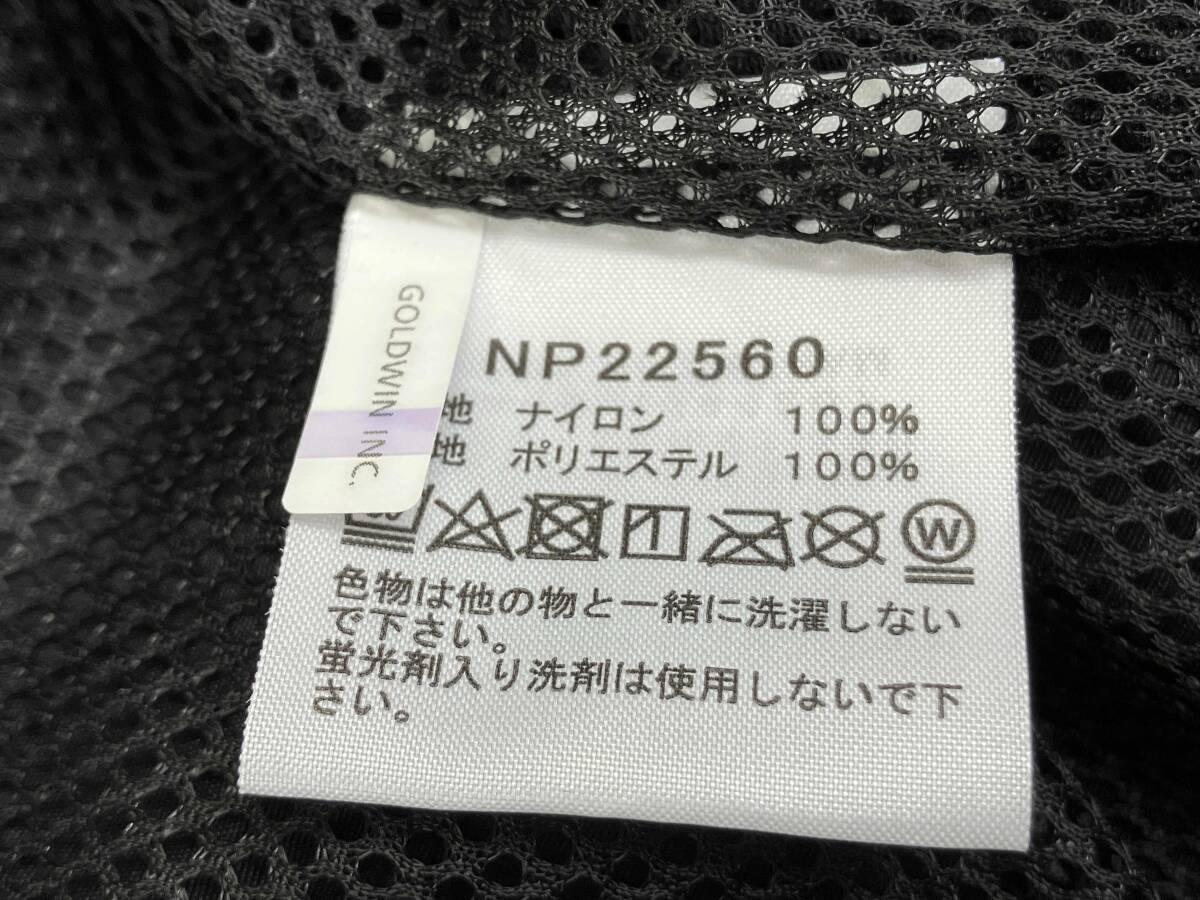 GOLDWIN INC.
NP22560
地 ナイロン 100%
地 ポリエステル 100%
W
色物は他の物と一緒に洗濯しない
で下さい。
蛍光剤入り洗剤は使用しないで下
さい。